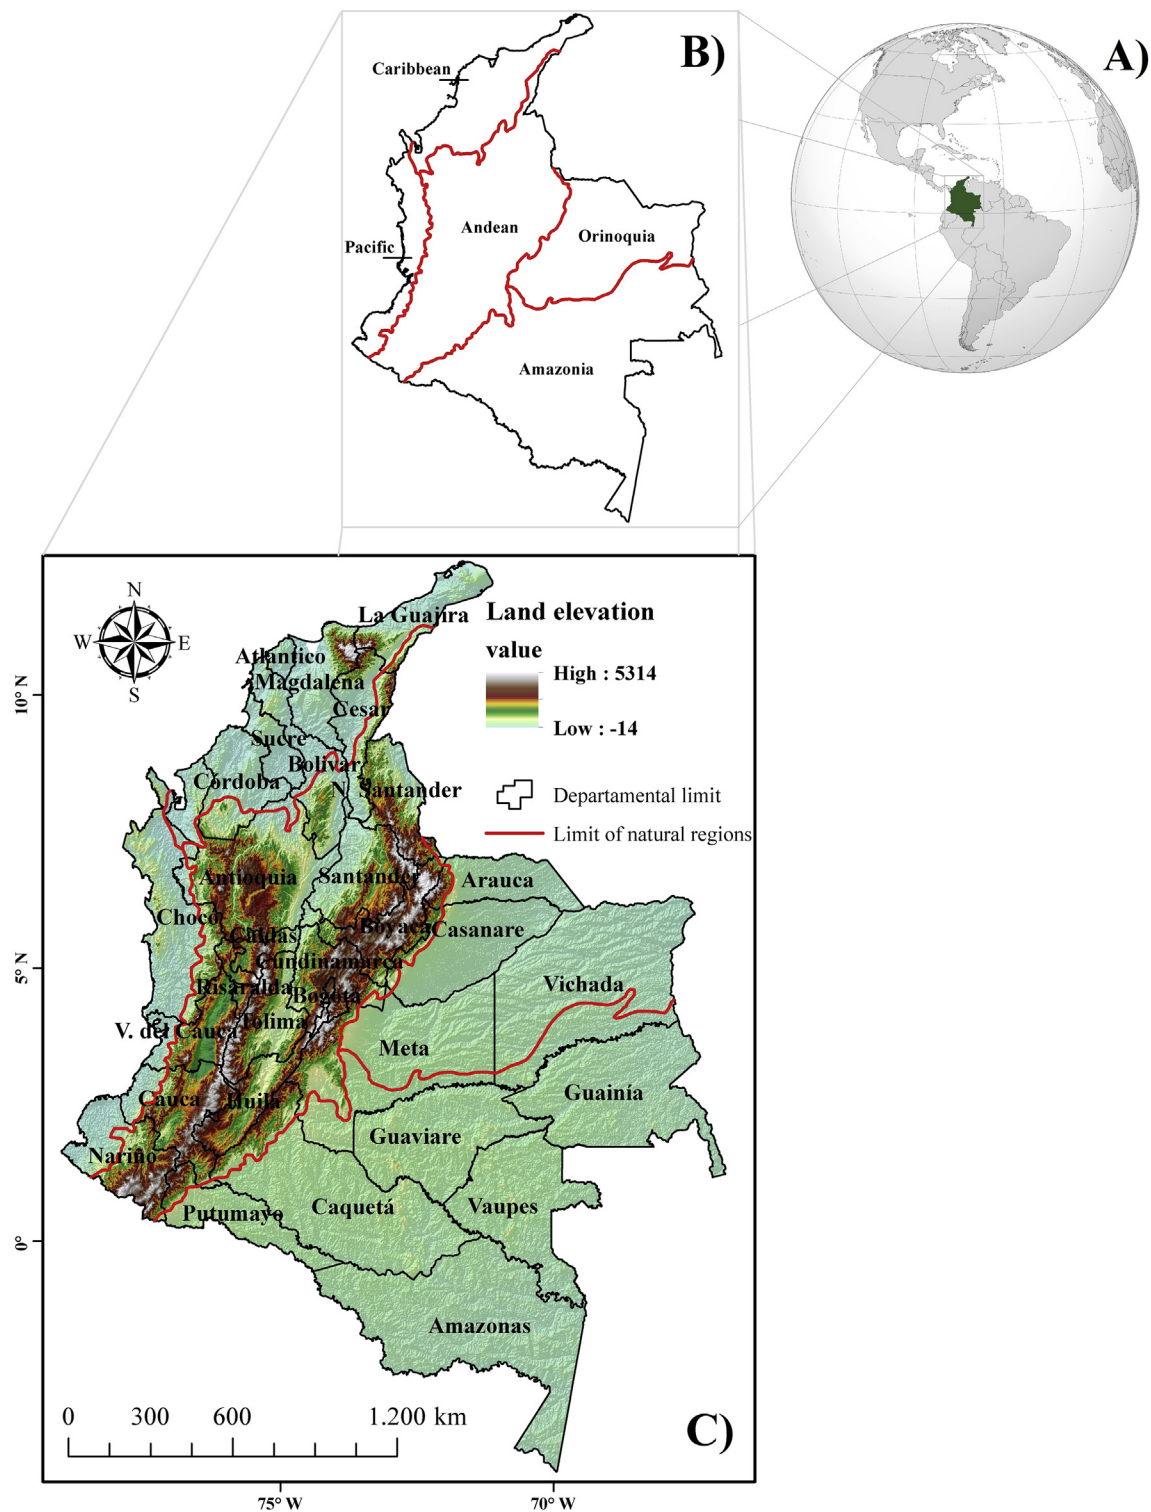 B)
A)
Caribbean
Pacific
Andean
Orinoquia
Amazonia
N
W
E
S
La Guajira
Atlantico
Magdalena
Cesar
Sucre
Bolivar
Córdoba
N. Santander
Antioquia
Santander
Arauca
Chocó
Boyacá
Casanare
Caldas
Cundinamarca
Risaralda
Bogotá
Vichada
V. del Cauca
Tolima
Meta
Cauca
Huila
Guainía
Guaviare
Nariño
Putumayo
Caquetá
Vaupes
Amazonas
Land elevation
value
High : 5314
Low : -14
Departamental limit
Limit of natural regions
10° N
5° N
0°
0 300 600 1.200 km
C)
75° W
70° W